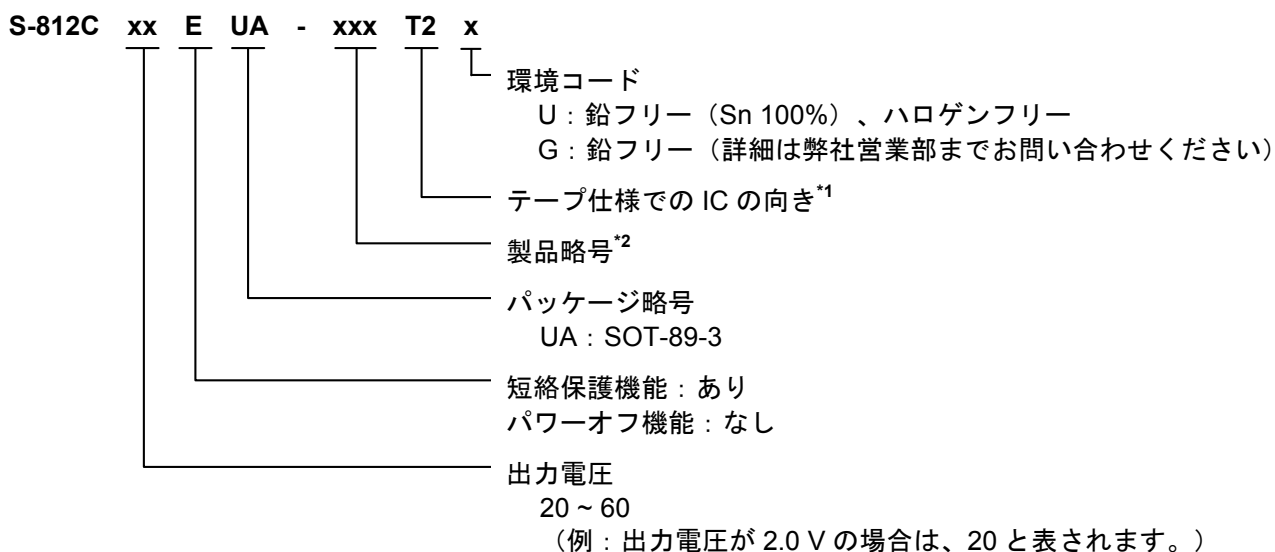 S-812C xx E UA - xxx T2 x
環境コード
U：鉛フリー（Sn 100%）、ハロゲンフリー
G：鉛フリー（詳細は弊社営業部までお問い合わせください）
テープ仕様での IC の向き*1
製品略号*2
パッケージ略号
UA：SOT-89-3
短絡保護機能：あり
パワーオフ機能：なし
出力電圧
20 ~ 60
（例：出力電圧が 2.0 V の場合は、20 と表されます。）